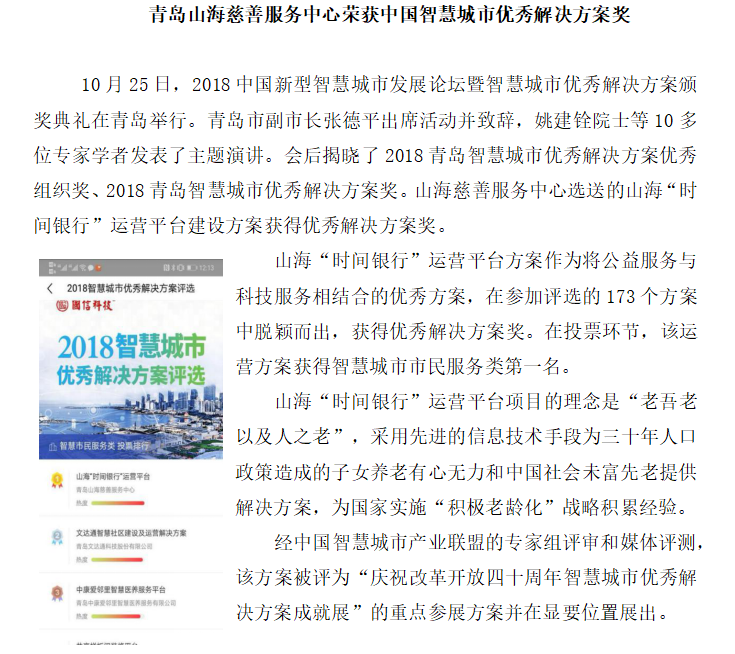 青岛山海慈善服务中心荣获中国智慧城市优秀解决方案奖
10月25日，2018中国新型智慧城市发展论坛暨智慧城市优秀解决方案颁
奖典礼在青岛举行。青岛市副市长张德平出席活动并致辞，姚建铨院士等10多
位专家学者发表了主题演讲。会后揭晓了2018青岛智慧城市优秀解决方案优秀
组织奖、2018青岛智慧城市优秀解决方案奖。山海慈善服务中心选送的山海“时
间银行”运营平台建设方案获得优秀解决方案奖。
山海“时间银行”运营平台方案作为将公益服务与
科技服务相结合的优秀方案，在参加评选的173个方案
中脱颖而出，获得优秀解决方案奖。在投票环节，该运
营方案获得智慧城市市民服务类第一名。
山海“时间银行”运营平台项目的理念是“老吾老
以及人之老”，采用先进的信息技术手段为三十年人口
政策造成的子女养老有心无力和中国社会未富先老提供
解决方案，为国家实施“积极老龄化”战略积累经验。
经中国智慧城市产业联盟的专家组评审和媒体评测，
该方案被评为“庆祝改革开放四十周年智慧城市优秀解
决方案成就展”的重点参展方案并在显要位置展出。
12:13
2018智慧城市优秀解决方案评选
國信科技
2018智慧城市
优秀解决方案评选
智慧市民服务类 投票排行
山海“时间银行”运营平台
青岛山海慈善服务中心
热度
文达通智慧社区建设及运营解决方案
青岛文达通科技股份有限公司
热度
中康爱邻里智慧医养服务平台
青岛中康爱邻里智慧医养服务有限公司
热度